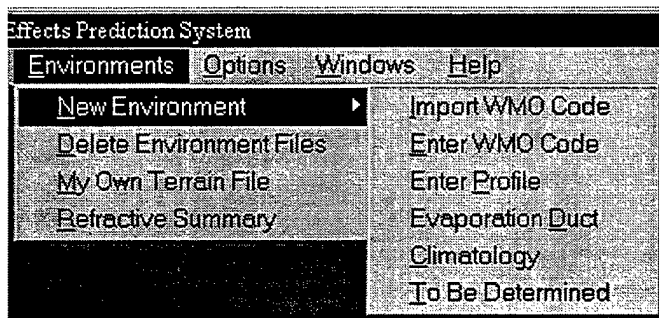 Effects Prediction System
Environments Options Windows Help
New Environment
Delete Environment Files
My Own Terrain File
Refractive Summary
Import WMO Code
Enter WMO Code
Enter Profile
Evaporation Duct
Climatology
To Be Determined